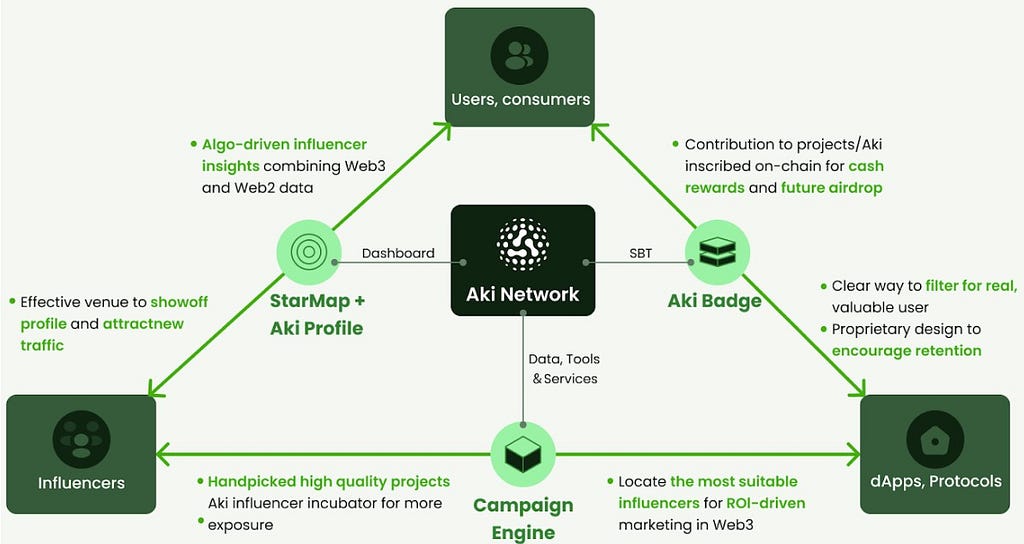 Users, consumers
• Algo-driven influencer
insights combining Web3
and Web2 data
• Contribution to projects/Aki
inscribed on-chain for cash
rewards and future airdrop
Dashboard
Aki Network
SBT
StarMap +
Aki Profile
Aki Badge
• Effective venue to showoff
profile and attractnew
traffic
• Clear way to filter for real,
valuable user
• Proprietary design to
encourage retention
Data, Tools
& Services
Influencers
dApps, Protocols
• Handpicked high quality projects
Aki influencer incubator for more
• exposure
Campaign
Engine
• Locate the most suitable
influencers for ROI-driven
marketing in Web3